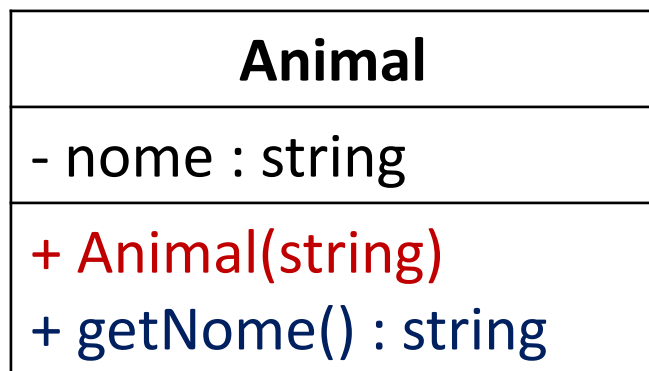 Animal
- nome : string
+ Animal(string)
+ getNome() : string